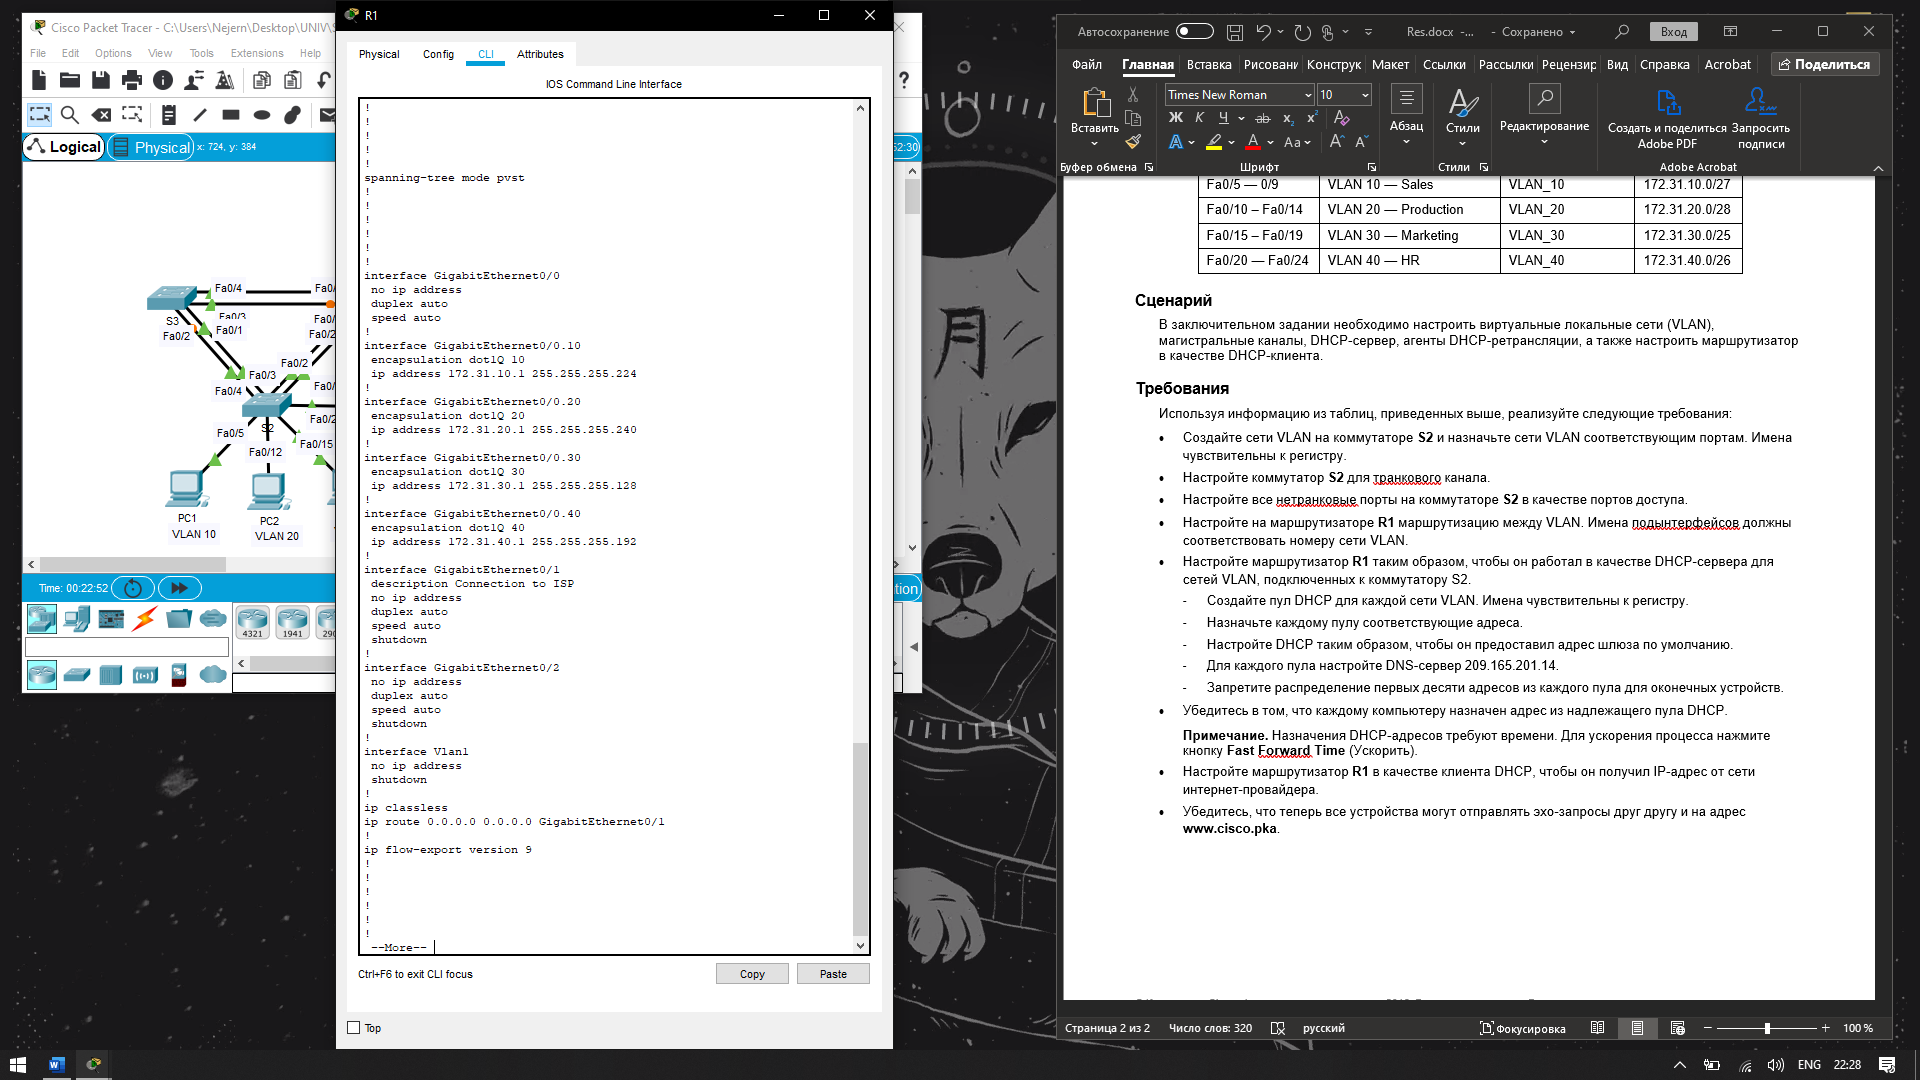 Cisco Packet Tracer - C:\Users\Nejern\Desktop\UNIV\
File Edit Options View Tools Extensions Help
Logical
Physical
x: 724, y: 384
52:30
Fa0/4
Fa0/3
Fa0/1
S3
Fa0/2
Fa0/2
Fa0/3
Fa0/4
S2
Fa0/5
Fa0/15
Fa0/12
PC1
VLAN 10
PC2
VLAN 20
Time: 00:22:52
4321
1941
290
R1
Physical Config CLI Attributes
IOS Command Line Interface
!
!
!
!
!
spanning-tree mode pvst
!
!
!
!
!
!
interface GigabitEthernet0/0
no ip address
duplex auto
speed auto
!
interface GigabitEthernet0/0.10
encapsulation dot1Q 10
ip address 172.31.10.1 255.255.255.224
!
interface GigabitEthernet0/0.20
encapsulation dot1Q 20
ip address 172.31.20.1 255.255.255.240
!
interface GigabitEthernet0/0.30
encapsulation dot1Q 30
ip address 172.31.30.1 255.255.255.128
!
interface GigabitEthernet0/0.40
encapsulation dot1Q 40
ip address 172.31.40.1 255.255.255.192
!
interface GigabitEthernet0/1
description Connection to ISP
no ip address
duplex auto
speed auto
shutdown
!
interface GigabitEthernet0/2
no ip address
duplex auto
speed auto
shutdown
!
interface Vlan1
no ip address
shutdown
!
ip classless
ip route 0.0.0.0 0.0.0.0 GigabitEthernet0/1
!
ip flow-export version 9
!
!
!
!
!
!
--More--
Ctrl+F6 to exit CLI focus
Copy
Paste
Top
月
Автосохранение
Res.docx -... - Сохранено
Вход
Файл Главная Вставка Рисовани Конструк Макет Ссылки Рассылки Рецензир Вид Справка Acrobat
Поделиться
Вставить
Times New Roman
10
Ж К Ч ab x₂ x²
Aa
Абзац
Стили
Редактирование
Создать и поделиться Adobe PDF
Запросить подписи
Буфер обмена
Шрифт
Стили
Adobe Acrobat
Fa0/5 — 0/9 VLAN 10 — Sales VLAN_10 172.31.10.0/27
Fa0/10 – Fa0/14 VLAN 20 — Production VLAN_20 172.31.20.0/28
Fa0/15 – Fa0/19 VLAN 30 — Marketing VLAN_30 172.31.30.0/25
Fa0/20 — Fa0/24 VLAN 40 — HR VLAN_40 172.31.40.0/26
Сценарий
В заключительном задании необходимо настроить виртуальные локальные сети (VLAN),
магистральные каналы, DHCP-сервер, агенты DHCP-ретрансляции, а также настроить маршрутизатор
в качестве DHCP-клиента.
Требования
Используя информацию из таблиц, приведенных выше, реализуйте следующие требования:
• Создайте сети VLAN на коммутаторе S2 и назначьте сети VLAN соответствующим портам. Имена
чувствительны к регистру.
• Настройте коммутатор S2 для транкового канала.
• Настройте все нетранковые порты на коммутаторе S2 в качестве портов доступа.
• Настройте на маршрутизаторе R1 маршрутизацию между VLAN. Имена подынтерфейсов должны
соответствовать номеру сети VLAN.
• Настройте маршрутизатор R1 таким образом, чтобы он работал в качестве DHCP-сервера для
сетей VLAN, подключенных к коммутатору S2.
- Создайте пул DHCP для каждой сети VLAN. Имена чувствительны к регистру.
- Назначьте каждому пулу соответствующие адреса.
- Настройте DHCP таким образом, чтобы он предоставил адрес шлюза по умолчанию.
- Для каждого пула настройте DNS-сервер 209.165.201.14.
- Запретите распределение первых десяти адресов из каждого пула для оконечных устройств.
• Убедитесь в том, что каждому компьютеру назначен адрес из надлежащего пула DHCP.
Примечание. Назначения DHCP-адресов требуют времени. Для ускорения процесса нажмите
кнопку Fast Forward Time (Ускорить).
• Настройте маршрутизатор R1 в качестве клиента DHCP, чтобы он получил IP-адрес от сети
интернет-провайдера.
• Убедитесь, что теперь все устройства могут отправлять эхо-запросы друг другу и на адрес
www.cisco.pka.
Страница 2 из 2 Число слов: 320 русский
Фокусировка
100 %
ENG 22:28